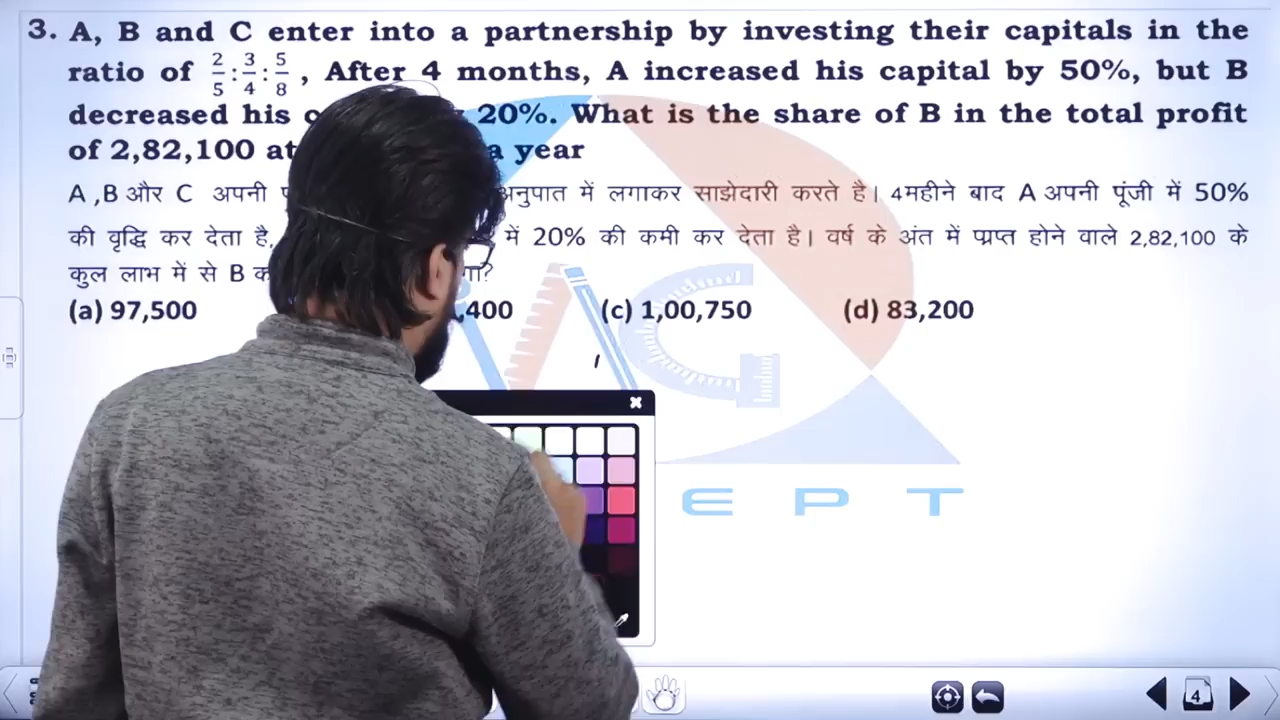 3. A, B and C enter into a partnership by investing their capitals in the
ratio of 2/5 : 3/4 : 5/8 , After 4 months, A increased his capital by 50%, but B
decreased his 20%. What is the share of B in the total profit
of 2,82,100 at a year
A ,B और C अपनी अनुपात में लगाकर साझेदारी करते है। 4महीने बाद A अपनी पूंजी में 50%
की वृद्धि कर देता है, में 20% की कमी कर देता है। वर्ष के अंत में प्राप्त होने वाले 2,82,100 के
कुल लाभ में से B
(a) 97,500 ,400 (c) 1,00,750 (d) 83,200
E P T
4